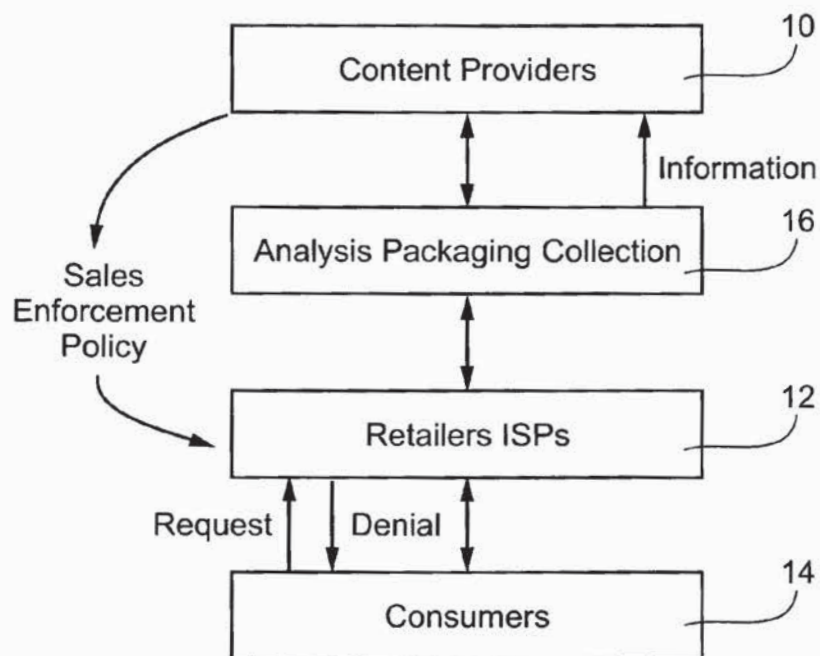 10
Content Providers
Information
16
Analysis Packaging Collection
Sales
Enforcement
Policy
12
Retailers ISPs
Request
Denial
14
Consumers